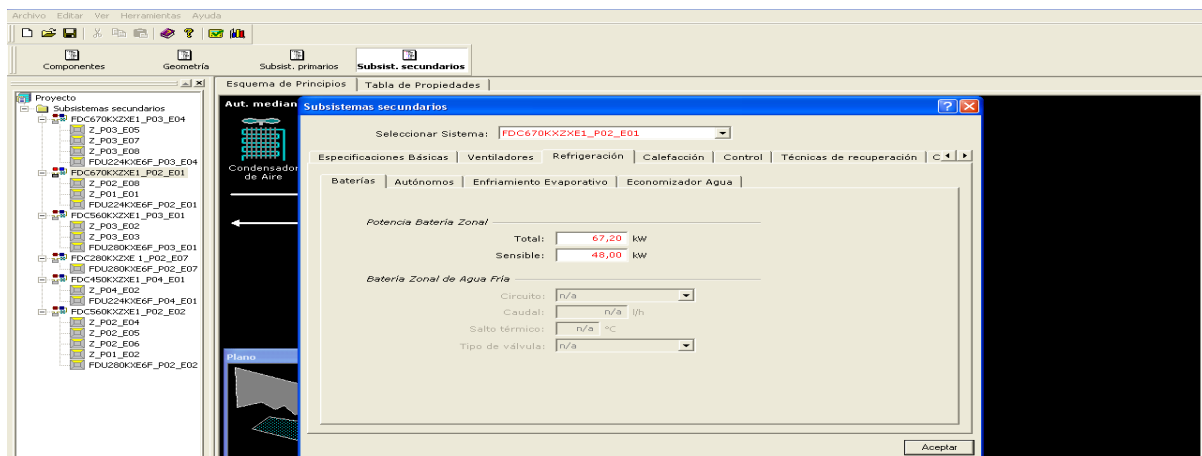 Archivo Editar Ver Herramientas Ayuda
Componentes Geometría Subsist. primarios Subsist. secundarios
Esquema de Principios Tabla de Propiedades
Proyecto
Subsistemas secundarios
FDC670KXZXE1_P03_E04
Z_P03_E05
Z_P03_E07
Z_P03_E08
FDU224KXE6F_P03_E04
FDC670KXZXE1_P02_E01
Z_P02_E08
Z_P01_E01
FDU224KXE6F_P02_E01
FDC560KXZXE1_P03_E01
Z_P03_E02
Z_P03_E03
FDU280KXE6F_P03_E01
FDC280KXZXE 1_P02_E07
FDU280KXE6F_P02_E07
FDC450KXZXE1_P04_E01
Z_P04_E02
FDU224KXE6F_P04_E01
FDC560KXZXE1_P02_E02
Z_P02_E04
Z_P02_E05
Z_P02_E06
Z_P01_E02
FDU280KXE6F_P02_E02
Aut. median
Condensador
de Aire
Plano
Subsistemas secundarios
Seleccionar Sistema: FDC670KXZXE1_P02_E01
Especificaciones Básicas Ventiladores Refrigeración Calefacción Control Técnicas de recuperación C
Baterías Autónomos Enfriamiento Evaporativo Economizador Agua
Potencia Batería Zonal
Total: 67,20 kW
Sensible: 48,00 kW
Batería Zonal de Agua Fría
Circuito: n/a
Caudal: n/a l/h
Salto térmico: n/a ºC
Tipo de válvula: n/a
Aceptar